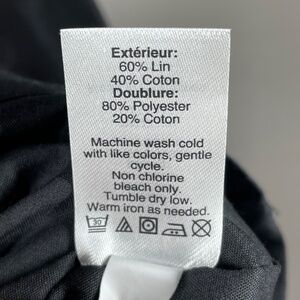 Extérieur:
60% Lin
40% Coton
Doublure:
80% Polyester
20% Coton
Machine wash cold
with like colors, gentle
cycle.
Non chlorine
bleach only.
Tumble dry low.
Warm iron as needed.
30